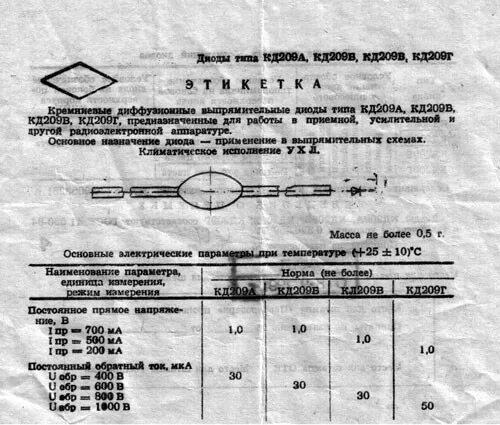 Диоды типа КД209А, КД209В, КД209В, КД209Г
ЭТИКЕТКА
Кремниевые диффузионные выпрямительные диоды типа КД209А, КД209В,
КД209В, КД209Г, предназначенные для работы в приемной, усилительной и
другой радиоэлектронной аппаратуре.
Основное назначение диода — применение в выпрямительных схемах.
Климатическое исполнение УХЛ.
Масса не более 0,5 г.
Основные электрические параметры при температуре (+25 ± 10)°С
Наименование параметра, единица измерения, режим измерения
Норма (не более)
КД209А КД209В КД209В КД209Г
Постоянное прямое напряже-
ние, В
I пр = 700 мА 1,0 1,0
I пр = 500 мА 1,0
I пр = 200 мА 1,0
Постоянный обратный ток, мкА
U обр = 400 В 30
U обр = 600 В 30
U обр = 800 В 30
U обр = 1000 В 50